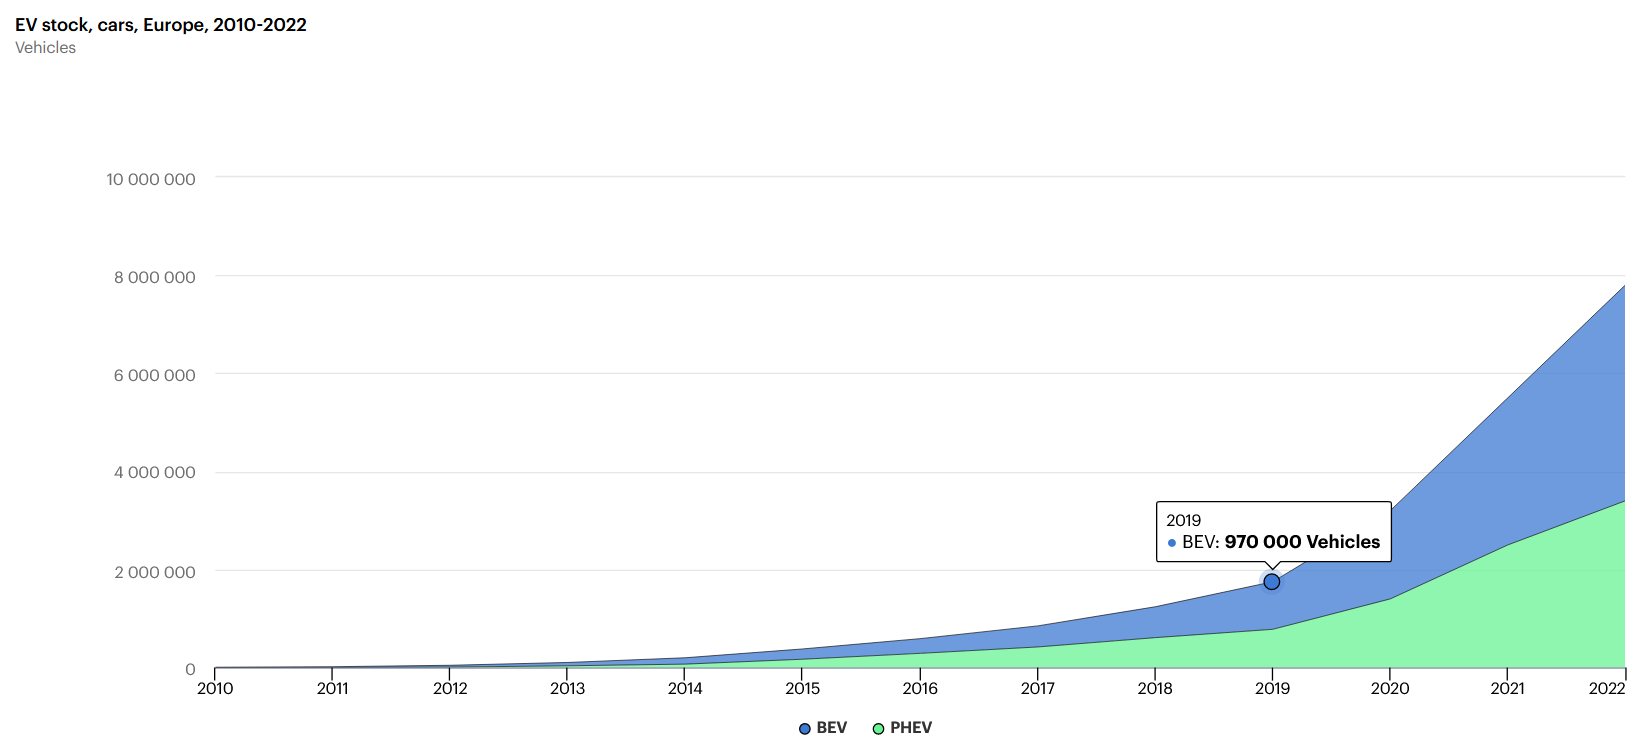 EV stock, cars, Europe, 2010-2022
Vehicles
10 000 000
8 000 000
6 000 000
4 000 000
2 000 000
0
2019
BEV: 970 000 Vehicles
2010 2011 2012 2013 2014 2015 2016 2017 2018 2019 2020 2021 2022
BEV PHEV